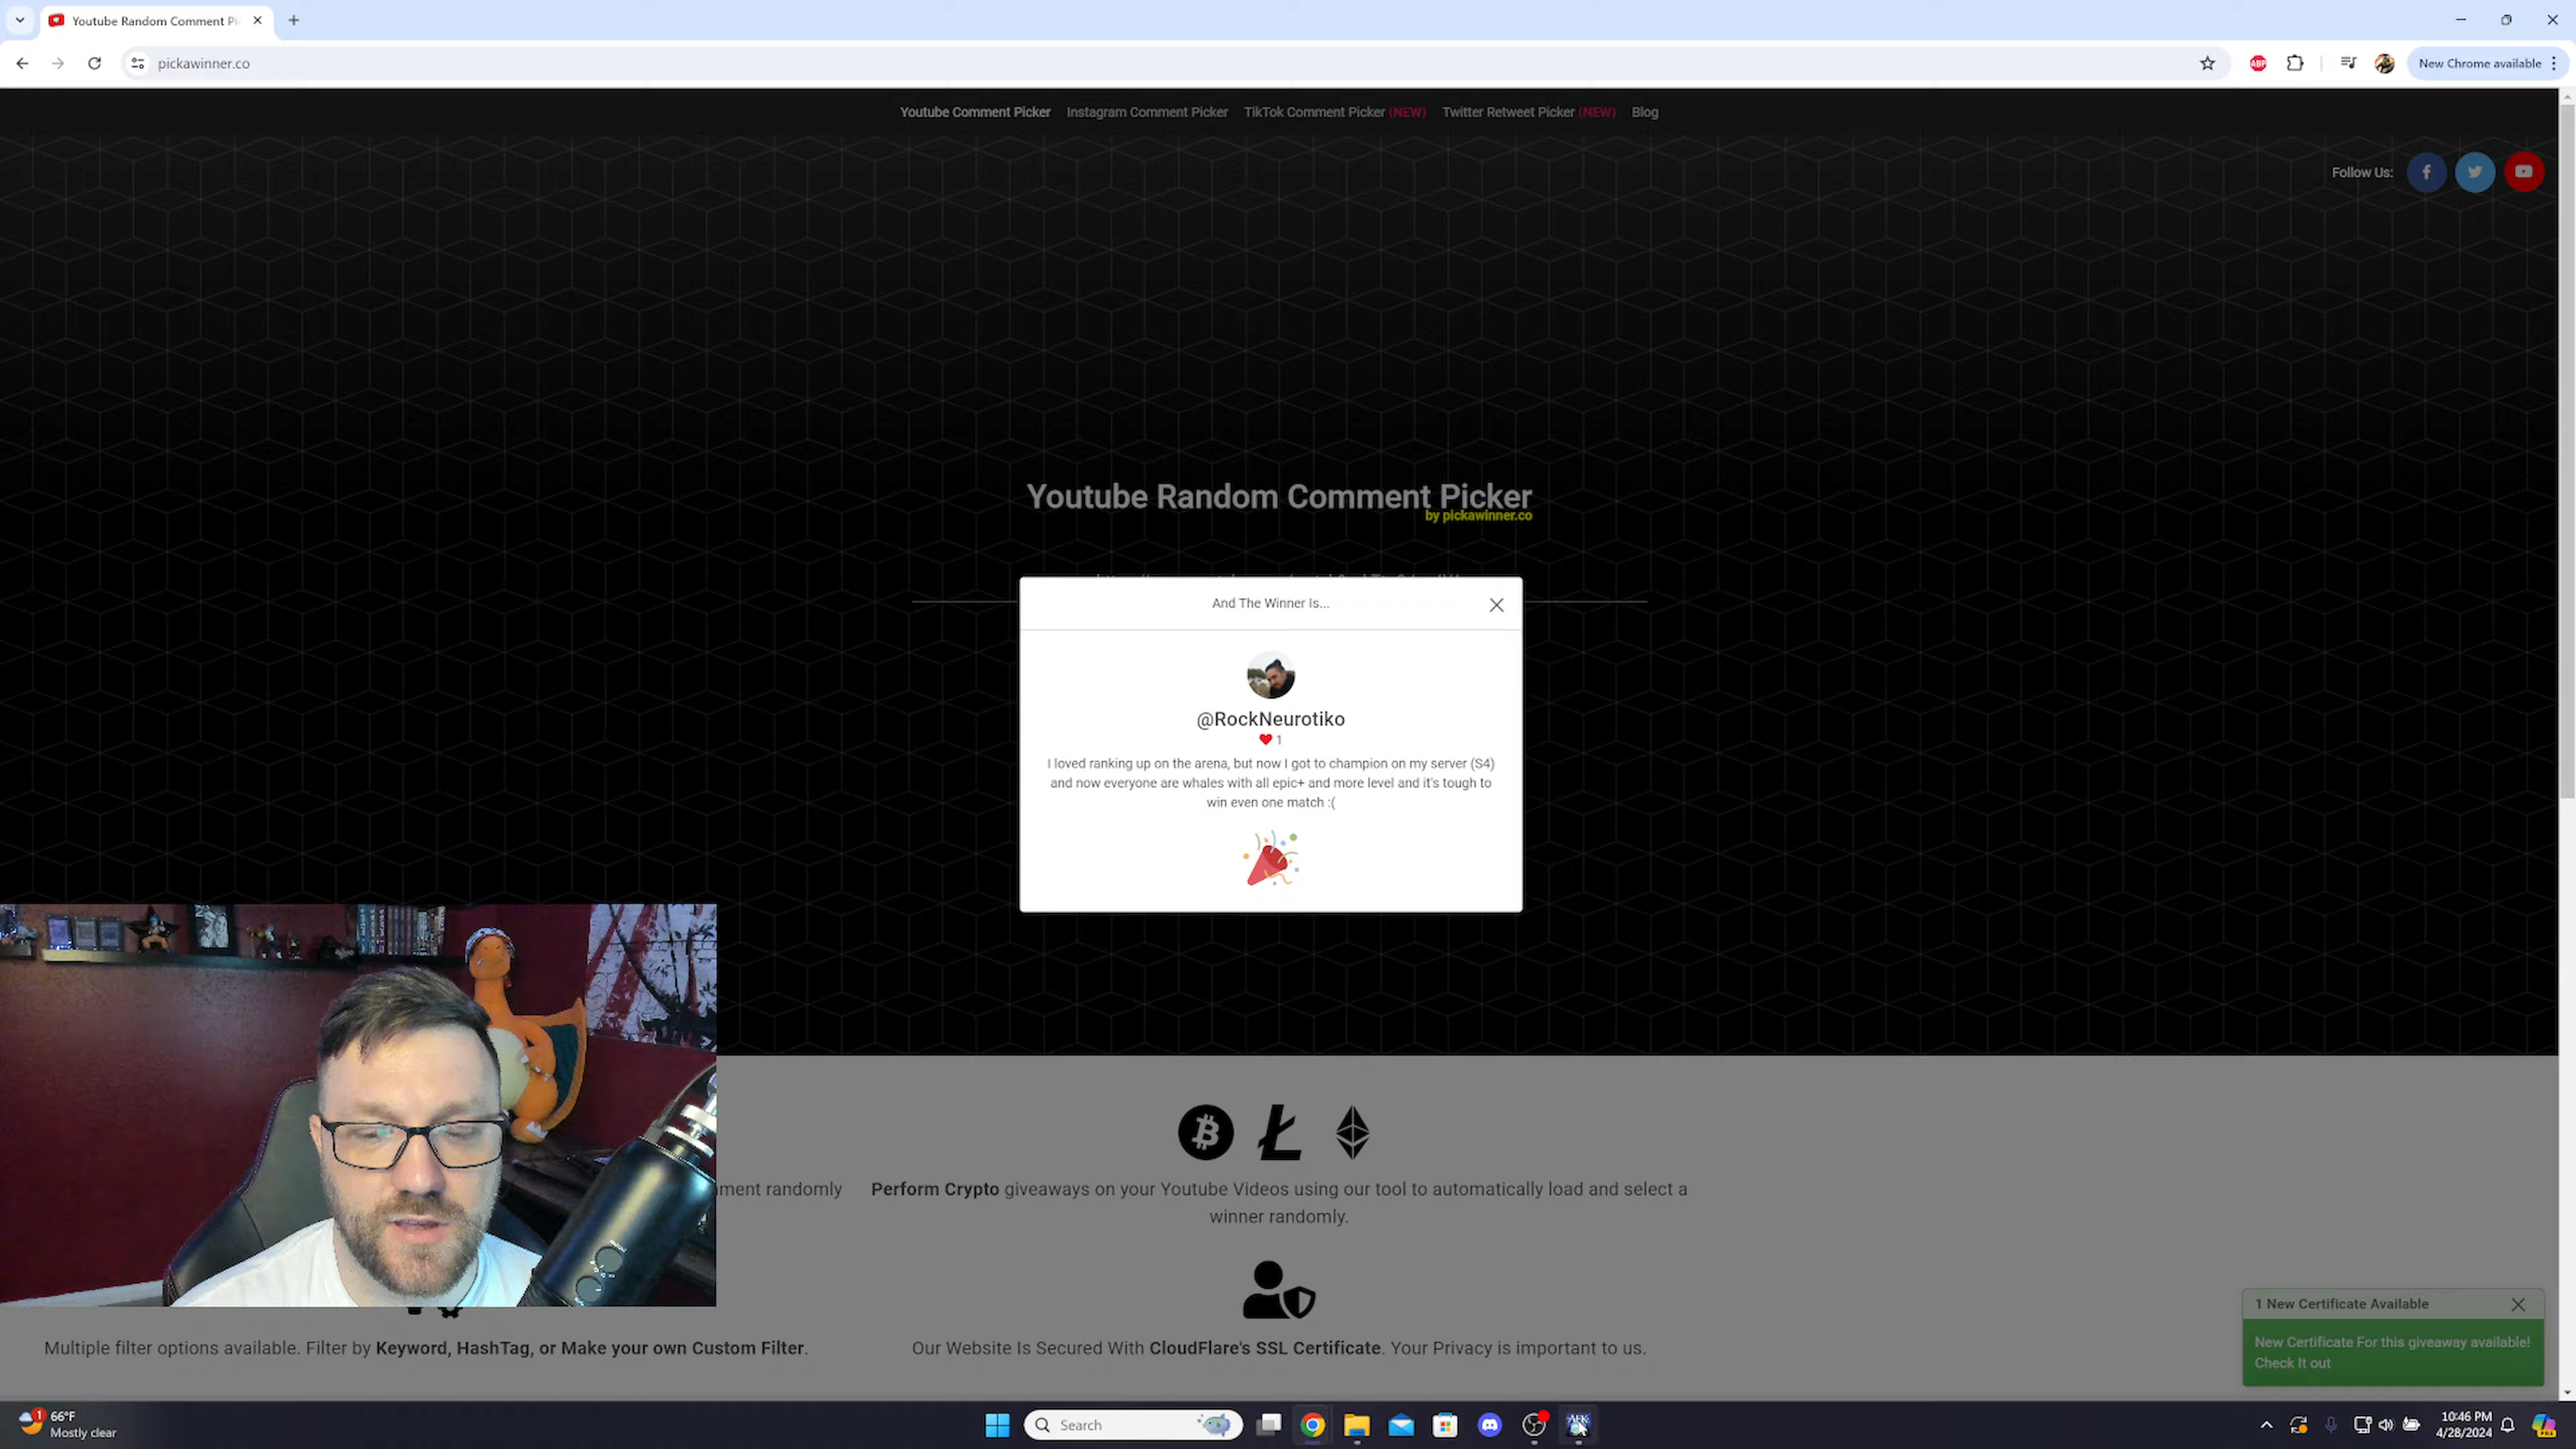 Youtube Random Comment Pi
pickawinner.co
New Chrome available
Youtube Comment Picker Instagram Comment Picker TikTok Comment Picker (NEW) Twitter Retweet Picker (NEW) Blog
Follow Us:
Youtube Random Comment Picker
by pickawinner.co
And The Winner Is...
@RockNeurotiko
1
I loved ranking up on the arena, but now I got to champion on my server (S4)
and now everyone are whales with all epic+ and more level and it's tough to
win even one match :(
ment randomly
Perform Crypto giveaways on your Youtube Videos using our tool to automatically load and select a
winner randomly.
Multiple filter options available. Filter by Keyword, HashTag, or Make your own Custom Filter.
Our Website Is Secured With CloudFlare's SSL Certificate. Your Privacy is important to us.
1 New Certificate Available
New Certificate For this giveaway available!
Check It out
1
66°F
Mostly clear
Search
AFK
10:46 PM
4/28/2024
ABP
PRE